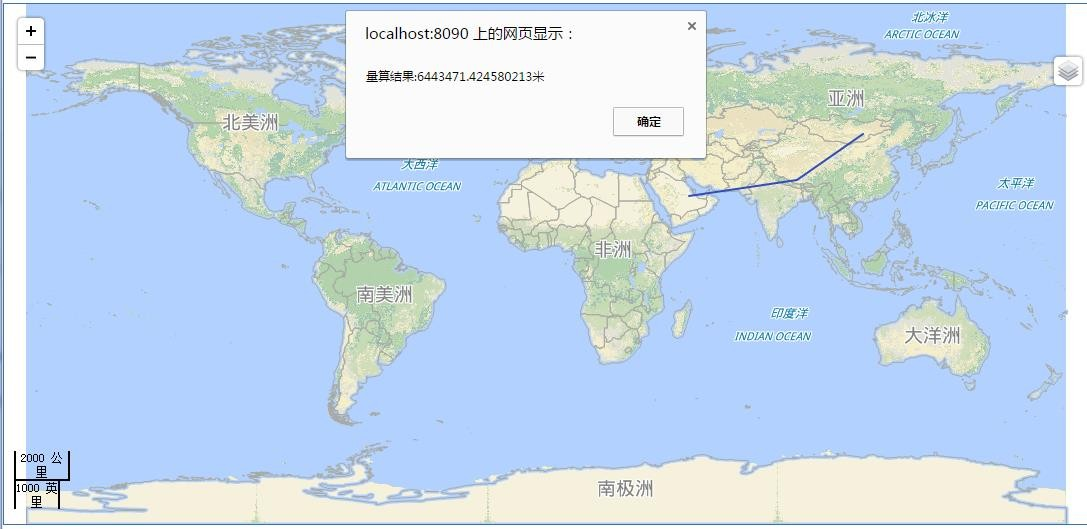 北冰洋
ARCTIC OCEAN
+
−
localhost:8090 上的网页显示：
×
量算结果:6443471.424580213米
确定
北美洲
亚洲
大西洋
ATLANTIC OCEAN
太平洋
PACIFIC OCEAN
非洲
南美洲
印度洋
INDIAN OCEAN
大洋洲
2000 公
里
1000 英
里
南极洲